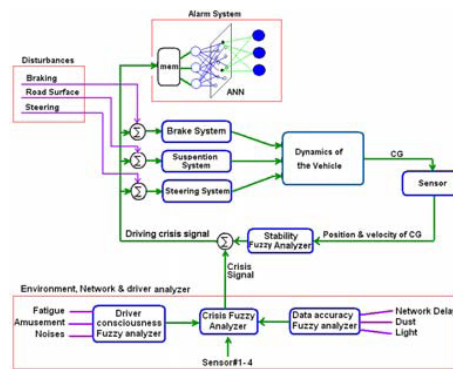 Alarm System
mem
ANN
Disturbances
Braking
Read Surface
Steering
Σ
Brake System
Σ
Suspention
System
Σ
Steering System
Dynamics of
the Vehicle
CG
Sensor
Driving crisis signal
Σ
Stability
Fuzzy Analyzer
Position & velocity of CG
Crisis
Signal
Environment, Network & driver analyzer
Fatigue
Amusement
Noises
Driver
consciousness
Fuzzy analyzer
Crisis Fuzzy
Analyzer
Data accuracy
Fuzzy analyzer
Network Delay
Dust
Light
Sensor#1- 4